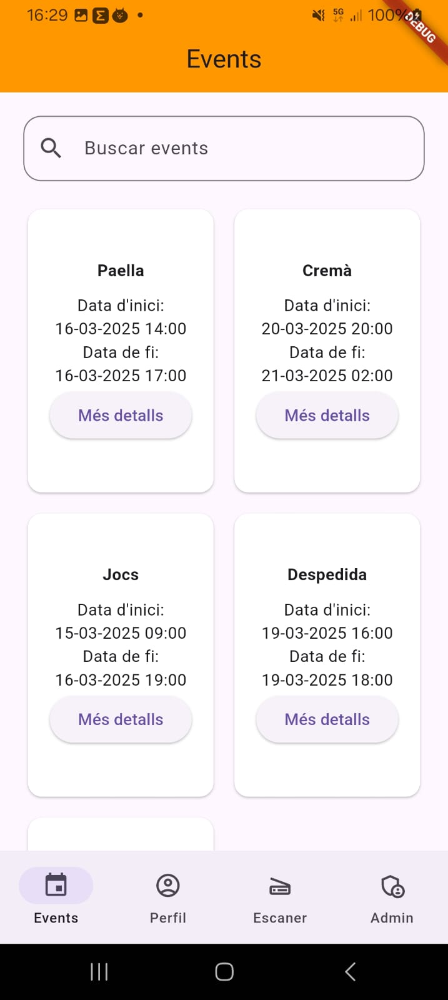 16:29
5G
100%
DEBUG
Events
Buscar events
Paella
Data d'inici:
16-03-2025 14:00
Data de fi:
16-03-2025 17:00
Més detalls
Cremà
Data d'inici:
20-03-2025 20:00
Data de fi:
21-03-2025 02:00
Més detalls
Jocs
Data d'inici:
15-03-2025 09:00
Data de fi:
16-03-2025 19:00
Més detalls
Despedida
Data d'inici:
19-03-2025 16:00
Data de fi:
19-03-2025 18:00
Més detalls
Events
Perfil
Escaner
Admin